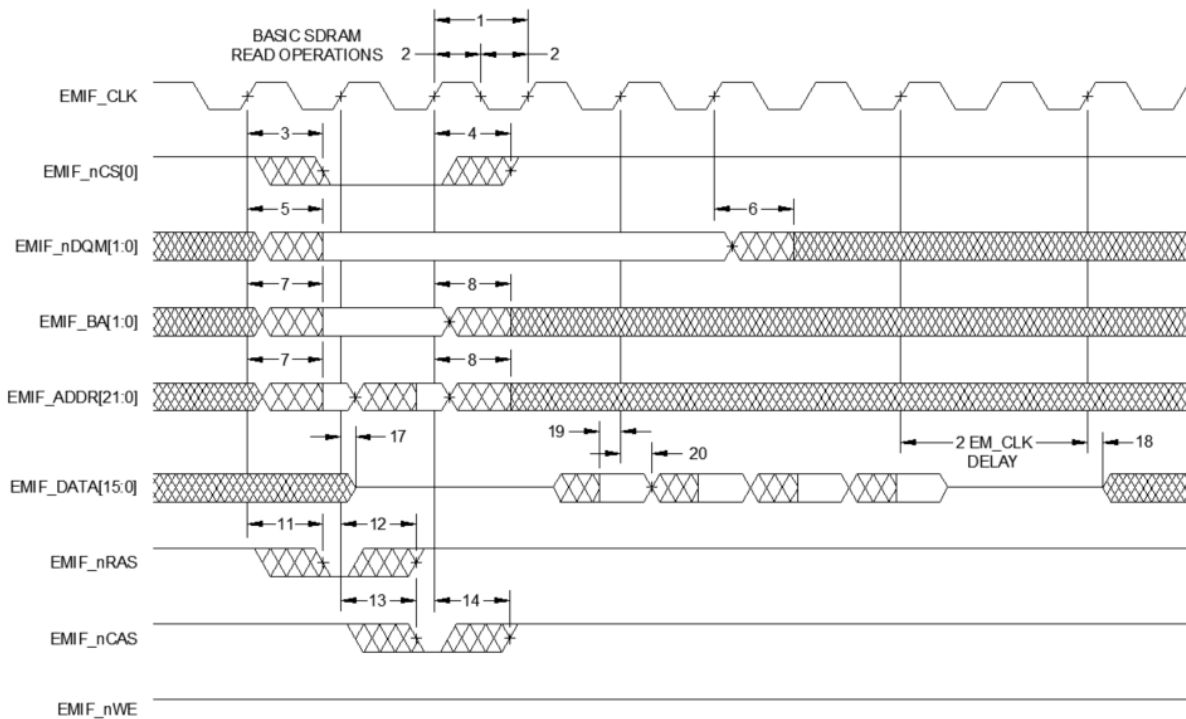 1
BASIC SDRAM
READ OPERATIONS
2
2
EMIF_CLK
3
4
EMIF_nCS[0]
5
6
EMIF_nDQM[1:0]
7
8
EMIF_BA[1:0]
7
8
EMIF_ADDR[21:0]
17
19
20
2 EM_CLK
DELAY
18
EMIF_DATA[15:0]
11
12
EMIF_nRAS
13
14
EMIF_nCAS
EMIF_nWE